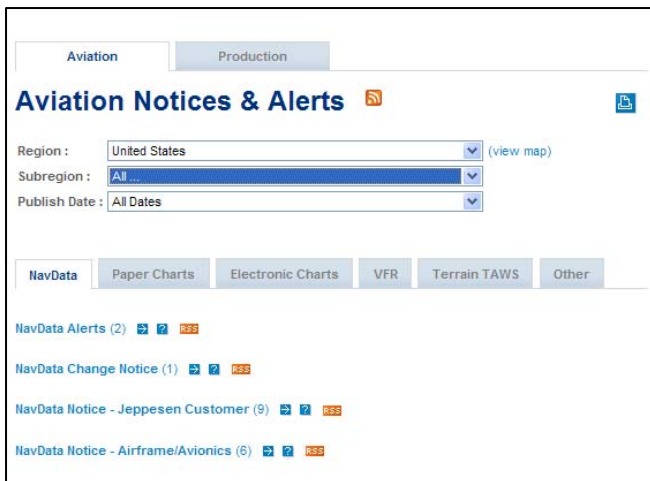 Aviation Production
Aviation Notices & Alerts
Region : United States (view map)
Subregion : All ...
Publish Date : All Dates
NavData Paper Charts Electronic Charts VFR Terrain TAWS Other
NavData Alerts (2) ? RSS
NavData Change Notice (1) ? RSS
NavData Notice - Jeppesen Customer (9) ? RSS
NavData Notice - Airframe/Avionics (6) ? RSS